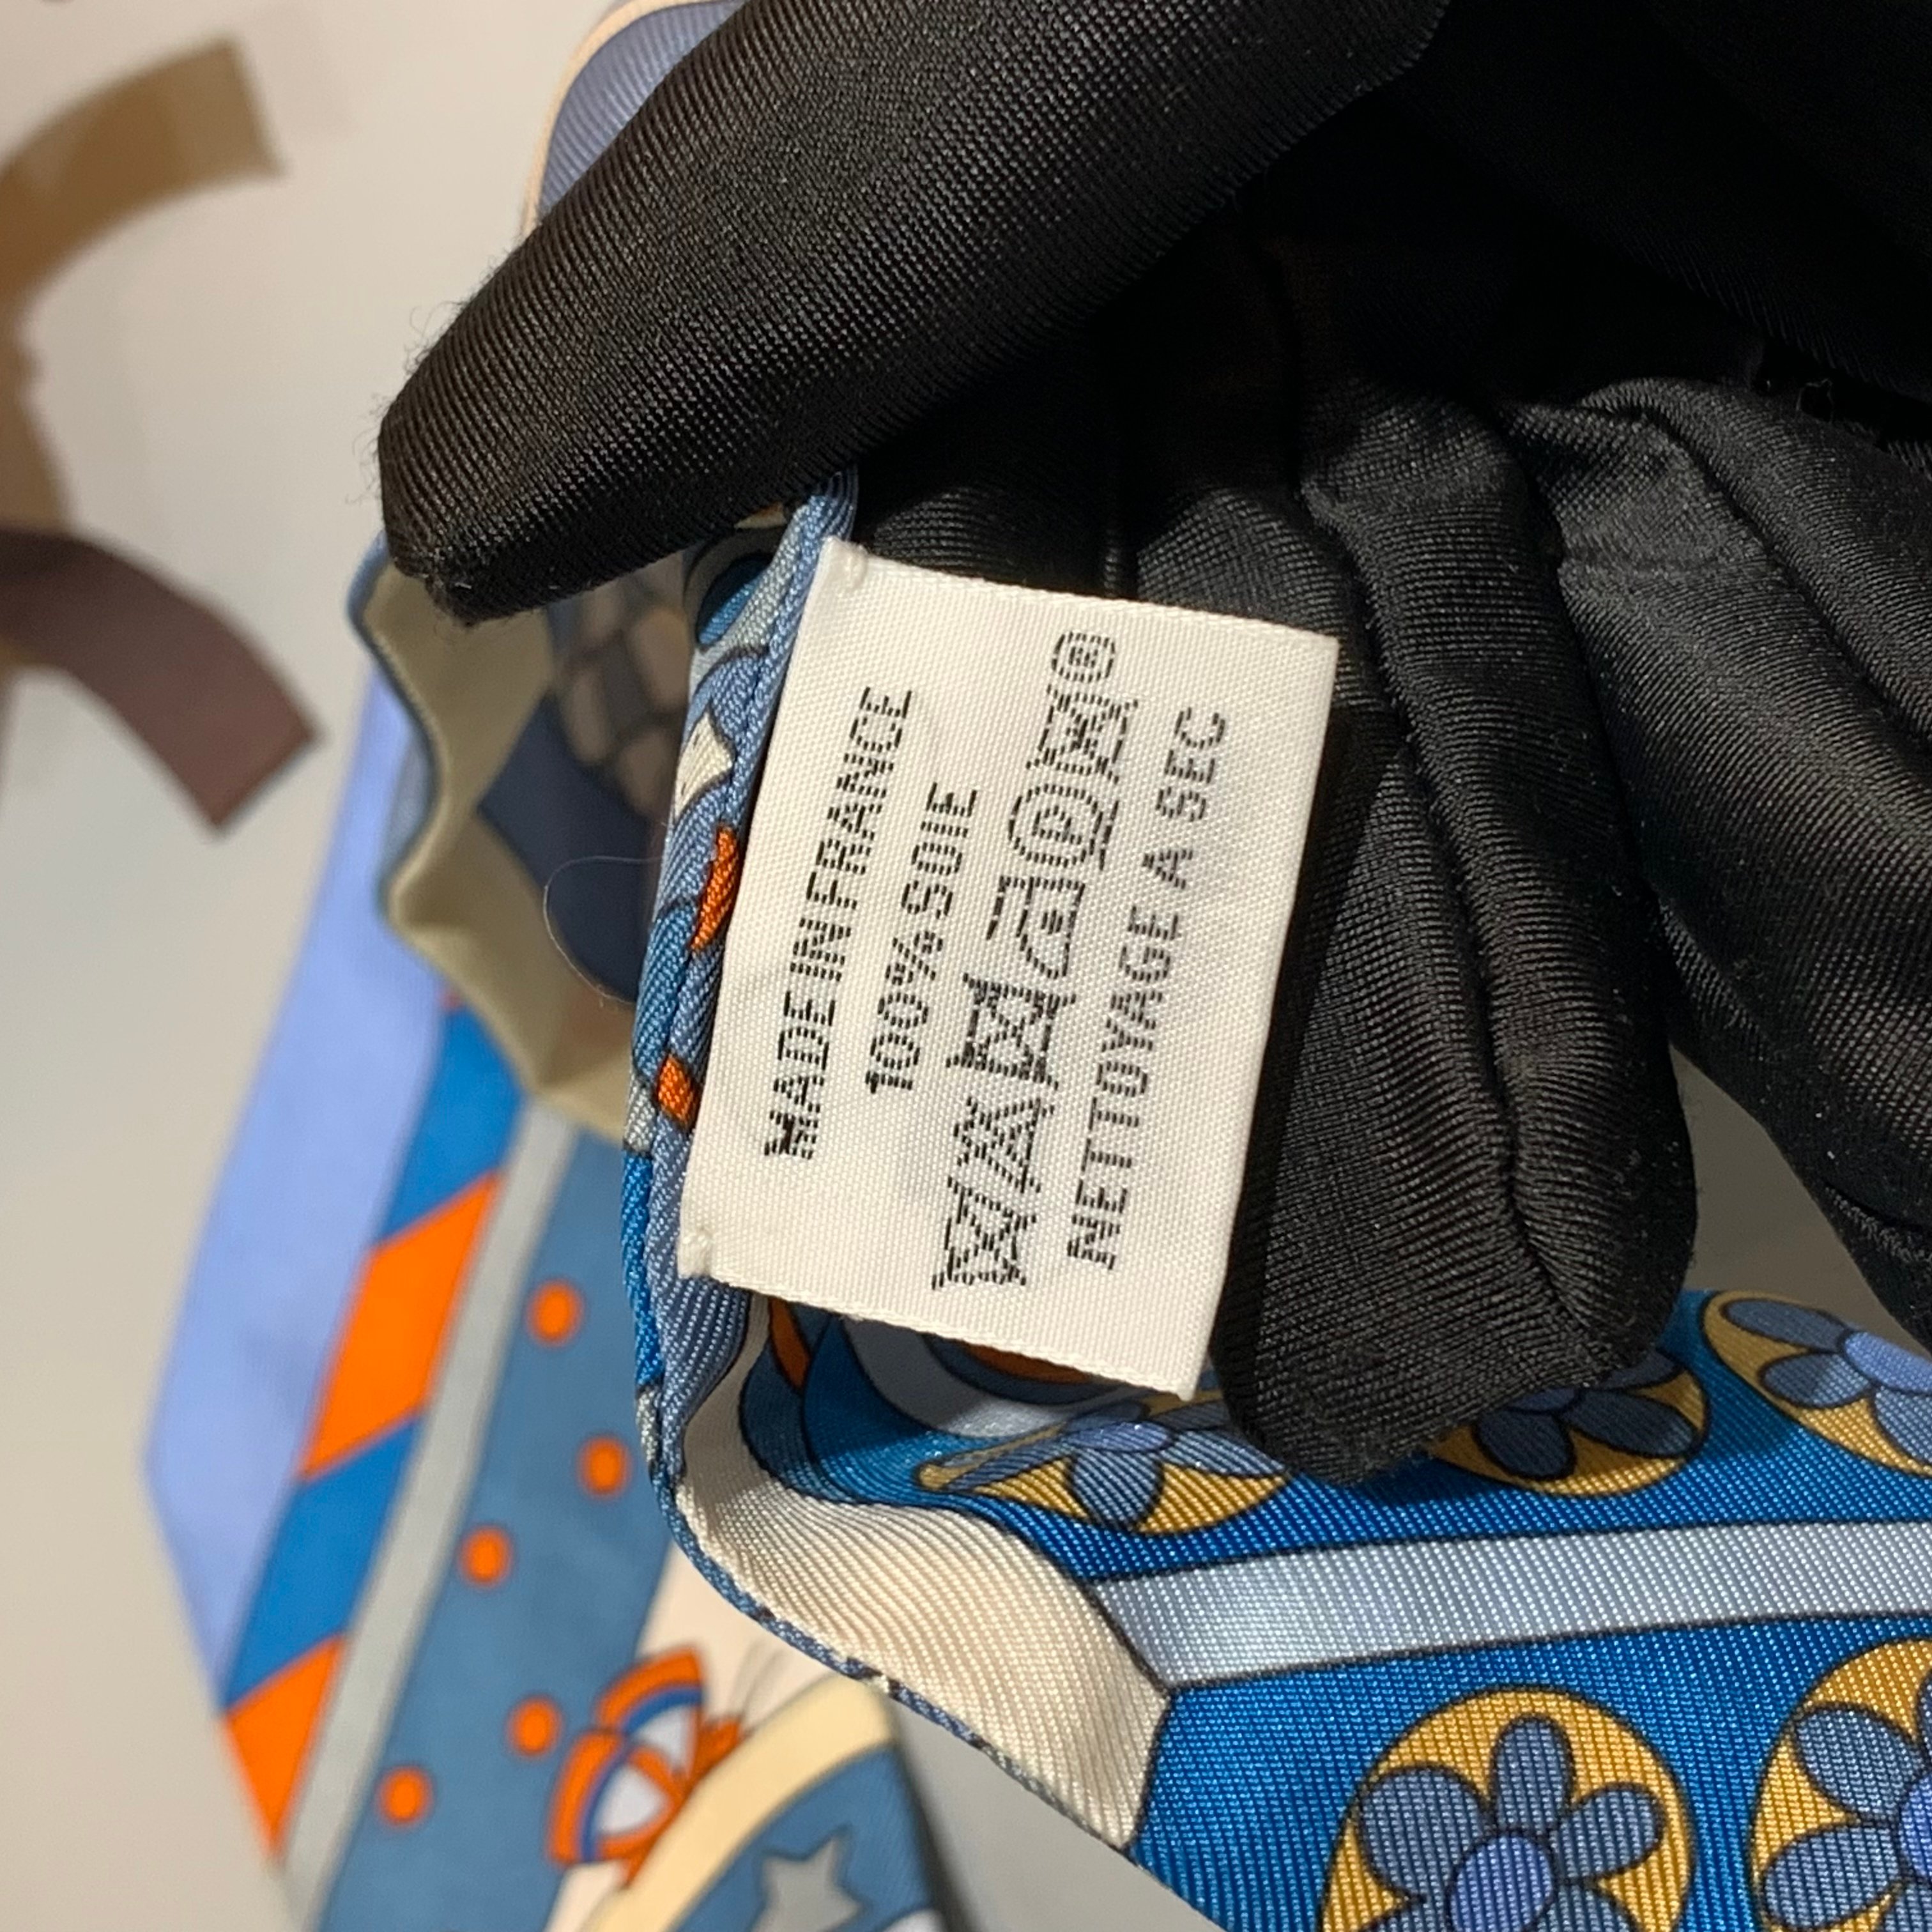 MADE IN FRANCE
100% SOIE
P
®
NETTOYAGE A SEC